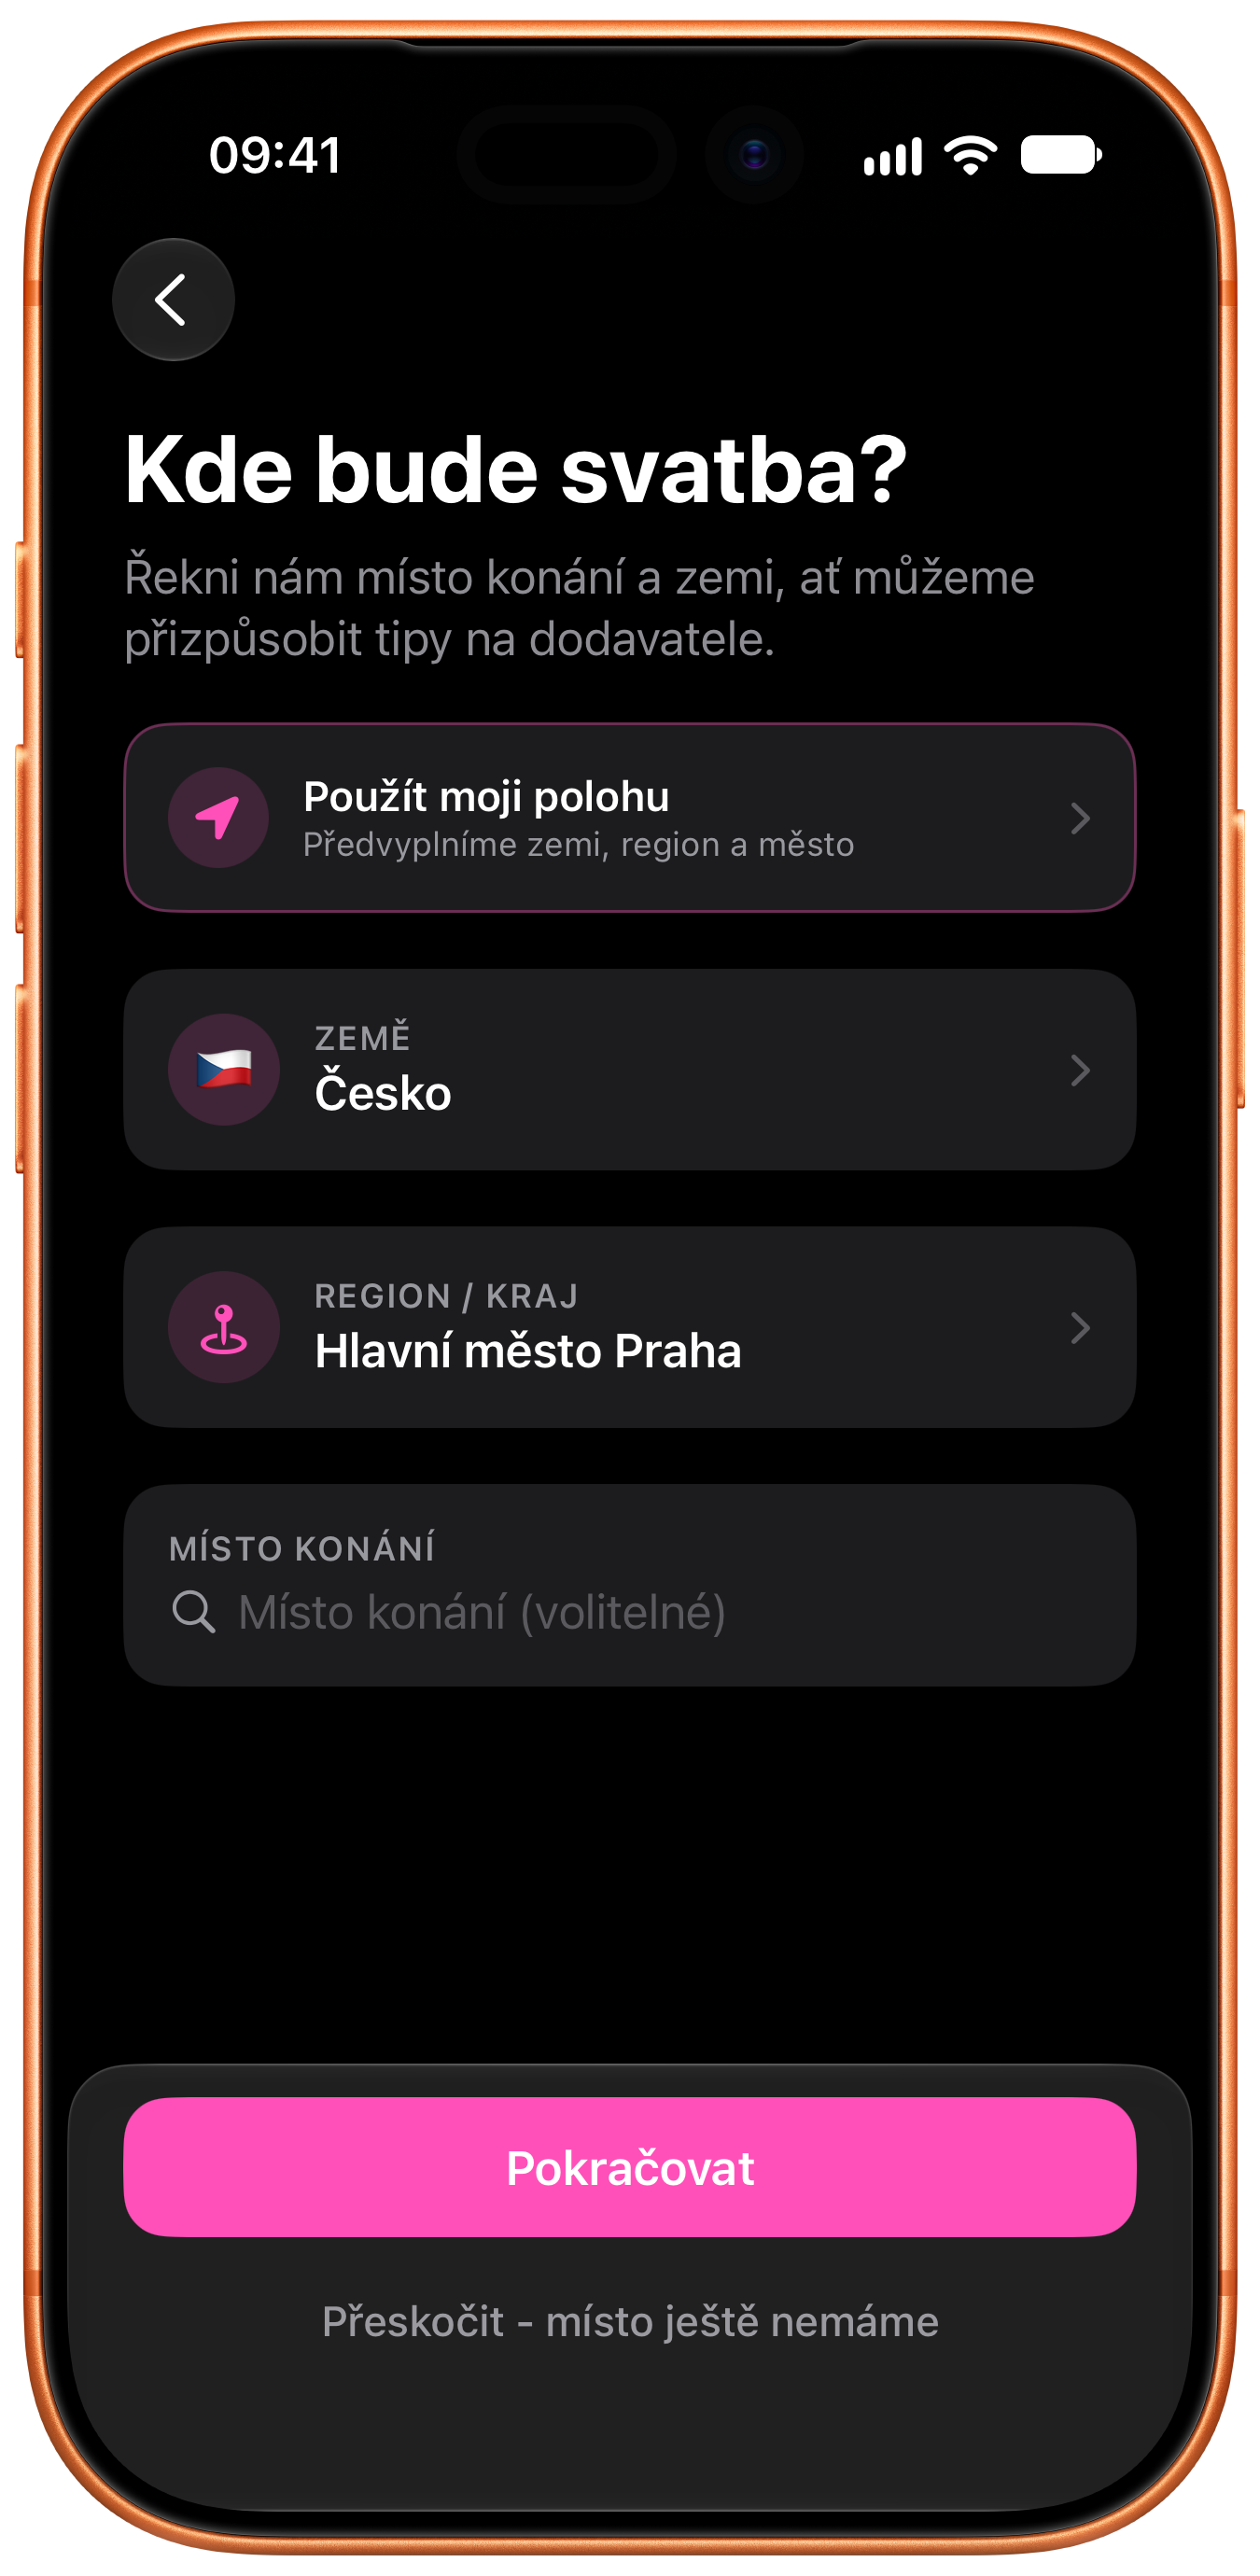 09:41
Kde bude svatba?
Řekni nám místo konání a zemi, ať můžeme
přizpůsobit tipy na dodavatele.
Použít moji polohu
Předvyplníme zemi, region a město
ZEMĚ
Česko
REGION / KRAJ
Hlavní město Praha
MÍSTO KONÁNÍ
Místo konání (volitelné)
Pokračovat
Přeskočit - místo ještě nemáme